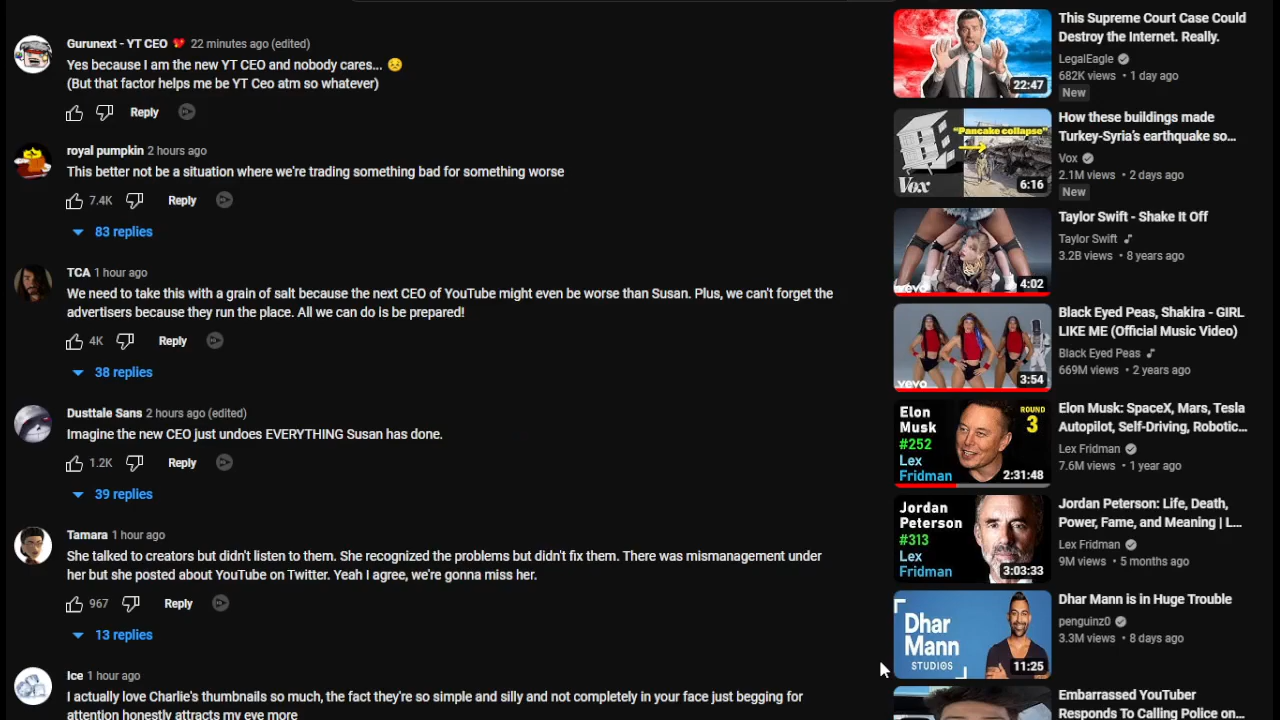 Gurunext - YT CEO 💖 22 minutes ago (edited)
Yes because I am the new YT CEO and nobody cares... 😣
(But that factor helps me be YT Ceo atm so whatever)
Reply
royal pumpkin 2 hours ago
This better not be a situation where we're trading something bad for something worse
7.4K Reply
83 replies
TCA 1 hour ago
We need to take this with a grain of salt because the next CEO of YouTube might even be worse than Susan. Plus, we can't forget the
advertisers because they run the place. All we can do is be prepared!
4K Reply
38 replies
Dusttale Sans 2 hours ago (edited)
Imagine the new CEO just undoes EVERYTHING Susan has done.
1.2K Reply
39 replies
Tamara 1 hour ago
She talked to creators but didn't listen to them. She recognized the problems but didn't fix them. There was mismanagement under
her but she posted about YouTube on Twitter. Yeah I agree, we're gonna miss her.
967 Reply
13 replies
Ice 1 hour ago
I actually love Charlie's thumbnails so much, the fact they're so simple and silly and not completely in your face just begging for
attention honestly attracts my eye more
22:47
This Supreme Court Case Could
Destroy the Internet. Really.
LegalEagle
682K views • 1 day ago
New
"Pancake collapse"
Vox
6:16
How these buildings made
Turkey-Syria's earthquake so...
Vox
2.1M views • 2 days ago
New
vevo
4:02
Taylor Swift - Shake It Off
Taylor Swift
3.2B views • 8 years ago
vevo
3:54
Black Eyed Peas, Shakira - GIRL
LIKE ME (Official Music Video)
Black Eyed Peas
669M views • 2 years ago
Elon
Musk
#252
Lex
Fridman
ROUND
3
2:31:48
Elon Musk: SpaceX, Mars, Tesla
Autopilot, Self-Driving, Robotic...
Lex Fridman
7.6M views • 1 year ago
Jordan
Peterson
#313
Lex
Fridman
3:03:33
Jordan Peterson: Life, Death,
Power, Fame, and Meaning | L...
Lex Fridman
9M views • 5 months ago
Dhar
Mann
STUDIOS
11:25
Dhar Mann is in Huge Trouble
penguinz0
3.3M views • 8 days ago
Embarrassed YouTuber
Responds To Calling Police on...